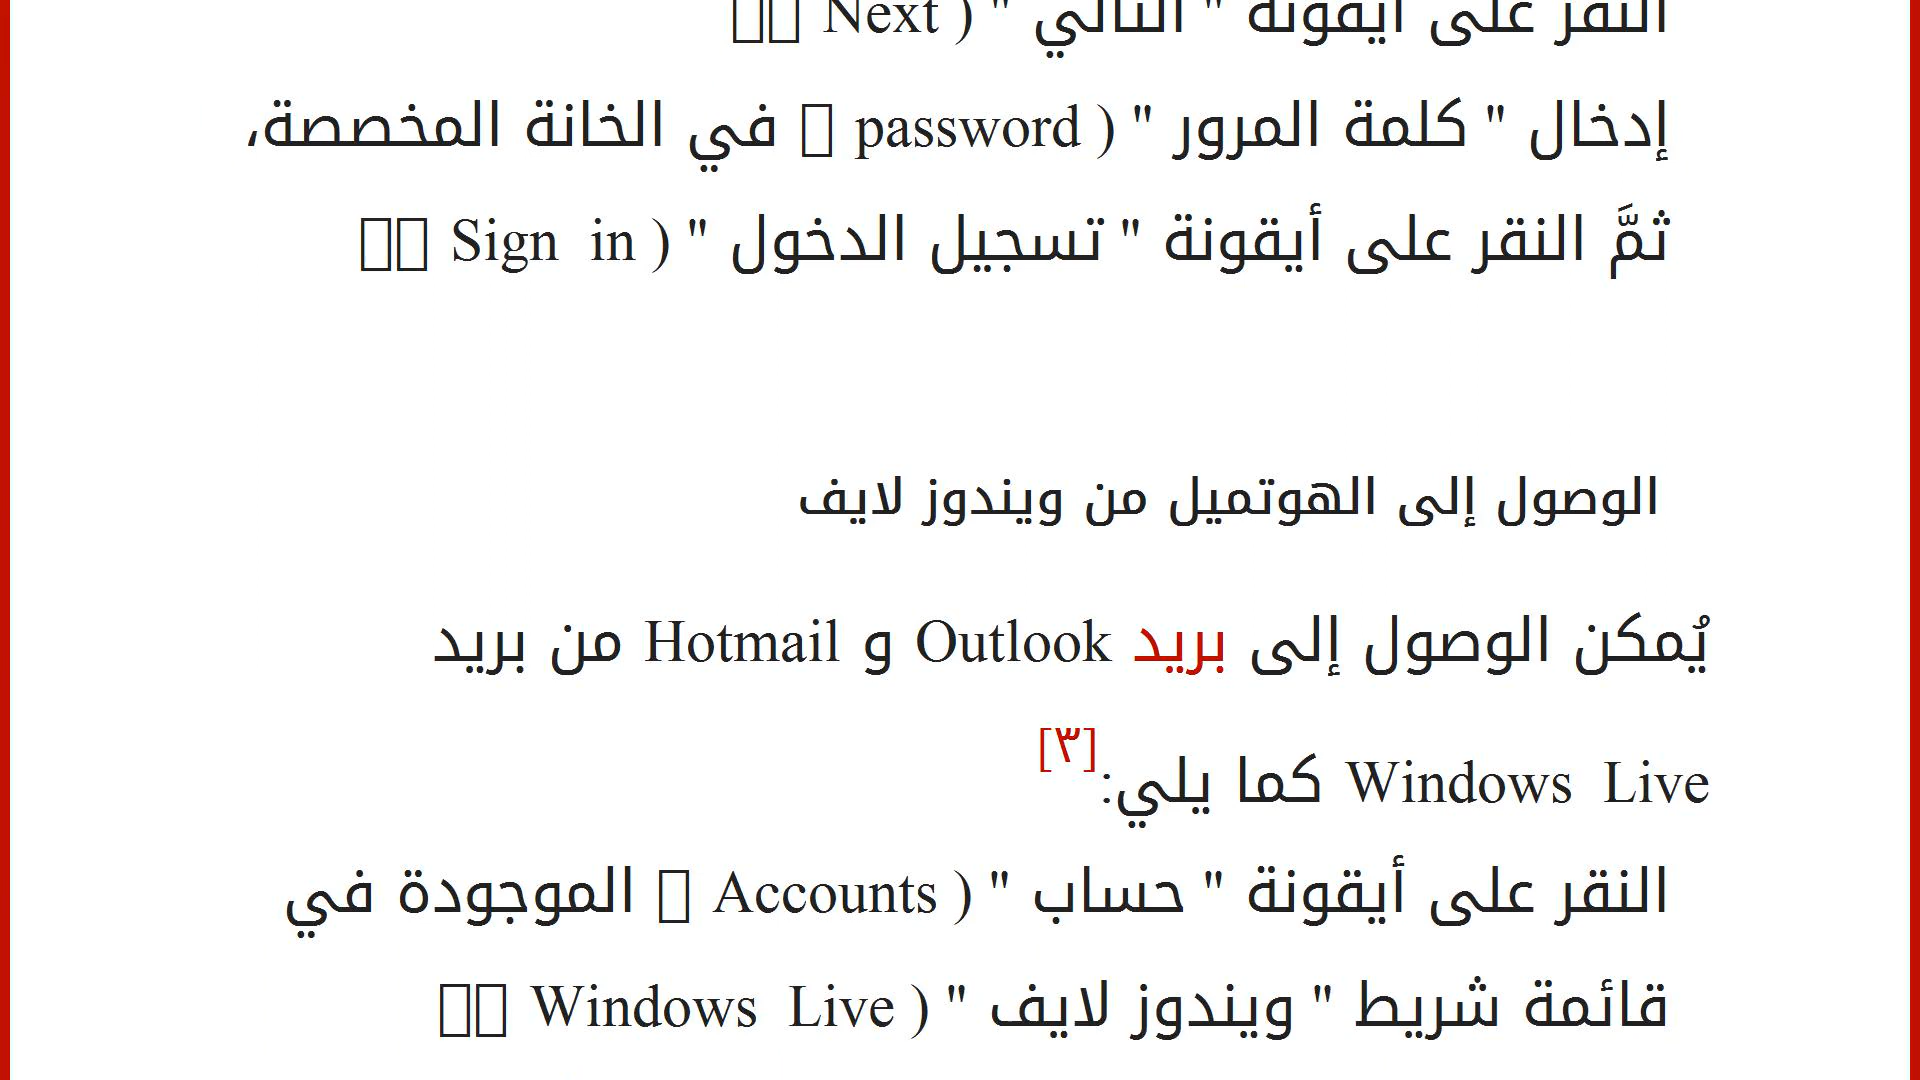 النقر على أيقونة " التالي " ( Next
إدخال " كلمة المرور " ( password في الخانة المخصصة،
ثمَّ النقر على أيقونة " تسجيل الدخول " ( Sign in
الوصول إلى الهوتميل من ويندوز لايف
يُمكن الوصول إلى بريد Outlook و Hotmail من بريد
Windows Live كما يلي:[٣]
النقر على أيقونة " حساب " ( Accounts الموجودة في
قائمة شريط " ويندوز لايف " ( Windows Live